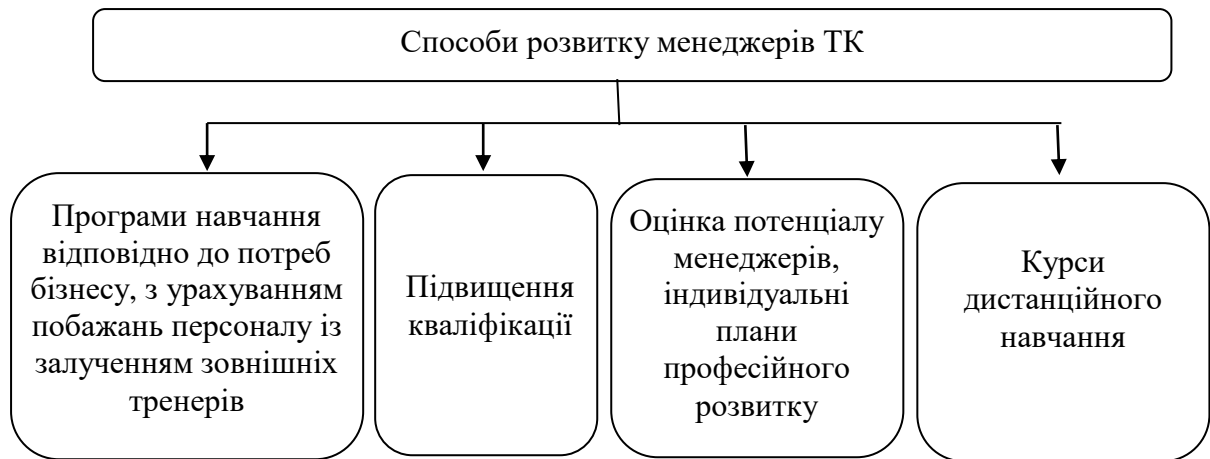 Способи розвитку менеджерів ТК
Програми навчання
відповідно до потреб
бізнесу, з урахуванням
побажань персоналу із
залученням зовнішніх
тренерів
Підвищення
кваліфікації
Оцінка потенціалу
менеджерів,
індивідуальні
плани
професійного
розвитку
Курси
дистанційного
навчання